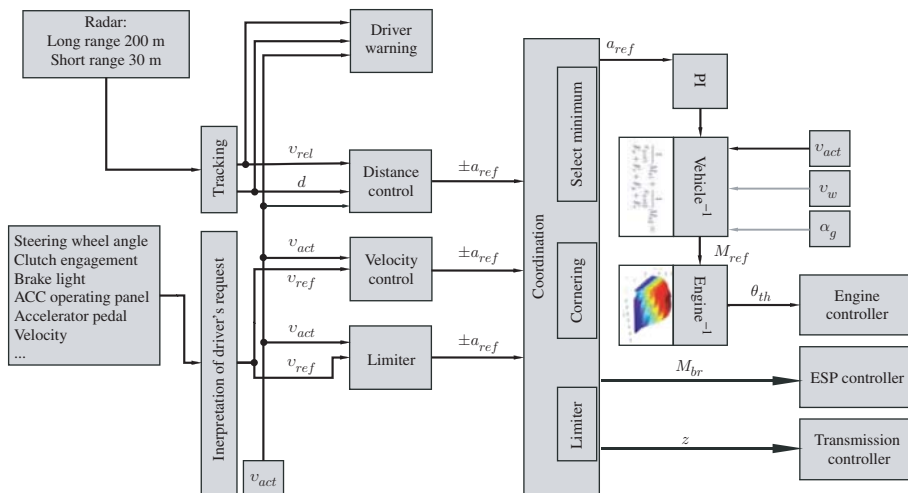 Radar:
Long range 200 m
Short range 30 m
Driver
warning
Tracking
v_rel
d
Distance
control
±a_ref
Steering wheel angle
Clutch engagement
Brake light
ACC operating panel
Accelerator pedal
Velocity
...
Inerpretation of driver's request
v_act
v_ref
Velocity
control
±a_ref
v_act
v_ref
Limiter
±a_ref
v_act
Coordination
Select minimum
Cornering
Limiter
a_ref
PI
Vehicle⁻¹
v_act
v_w
α_g
M_ref
Engine⁻¹
θ_th
Engine
controller
M_br
ESP controller
z
Transmission
controller